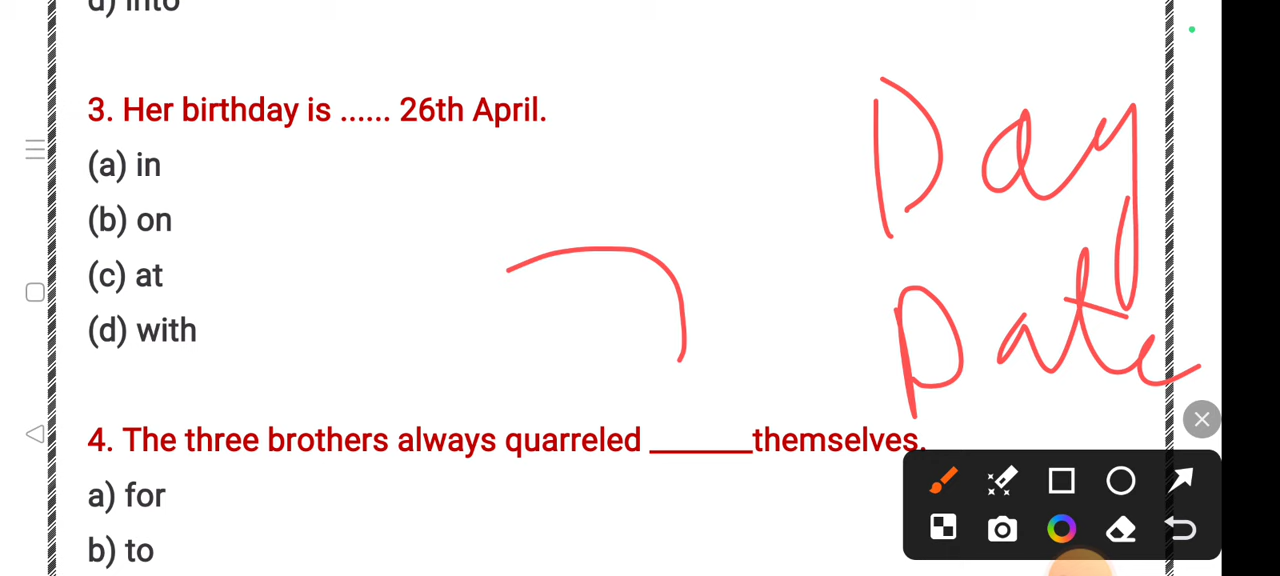 d) into
3. Her birthday is ...... 26th April.
(a) in
(b) on
(c) at
(d) with
Day
Date
4. The three brothers always quarreled ______themselves.
a) for
b) to